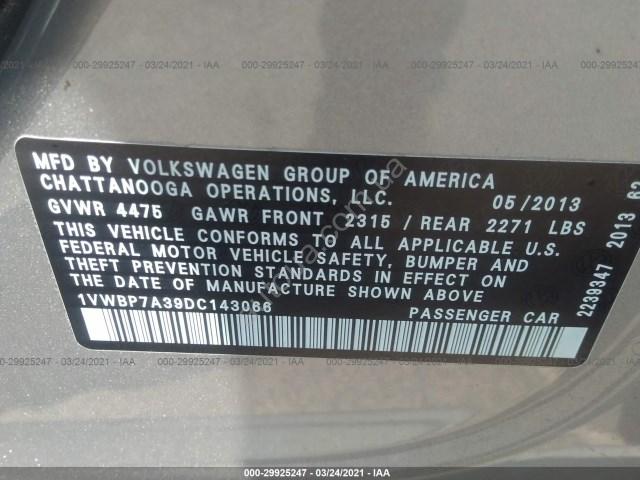 000-29925247 - 03/24/2021 - IAA
MFD BY VOLKSWAGEN GROUP OF AMERICA
CHATTANOOGA OPERATIONS, LLC. 05/2013
GVWR 4475 GAWR FRONT 2315 / REAR 2271 LBS
THIS VEHICLE CONFORMS TO ALL APPLICABLE U.S.
FEDERAL MOTOR VEHICLE SAFETY, BUMPER AND
THEFT PREVENTION STANDARDS IN EFFECT ON
THE DATE OF MANUFACTURE SHOWN ABOVE
1VWBP7A39DC143066 PASSENGER CAR
2239347 2013
000-29925247 - 03/24/2021 - IAA